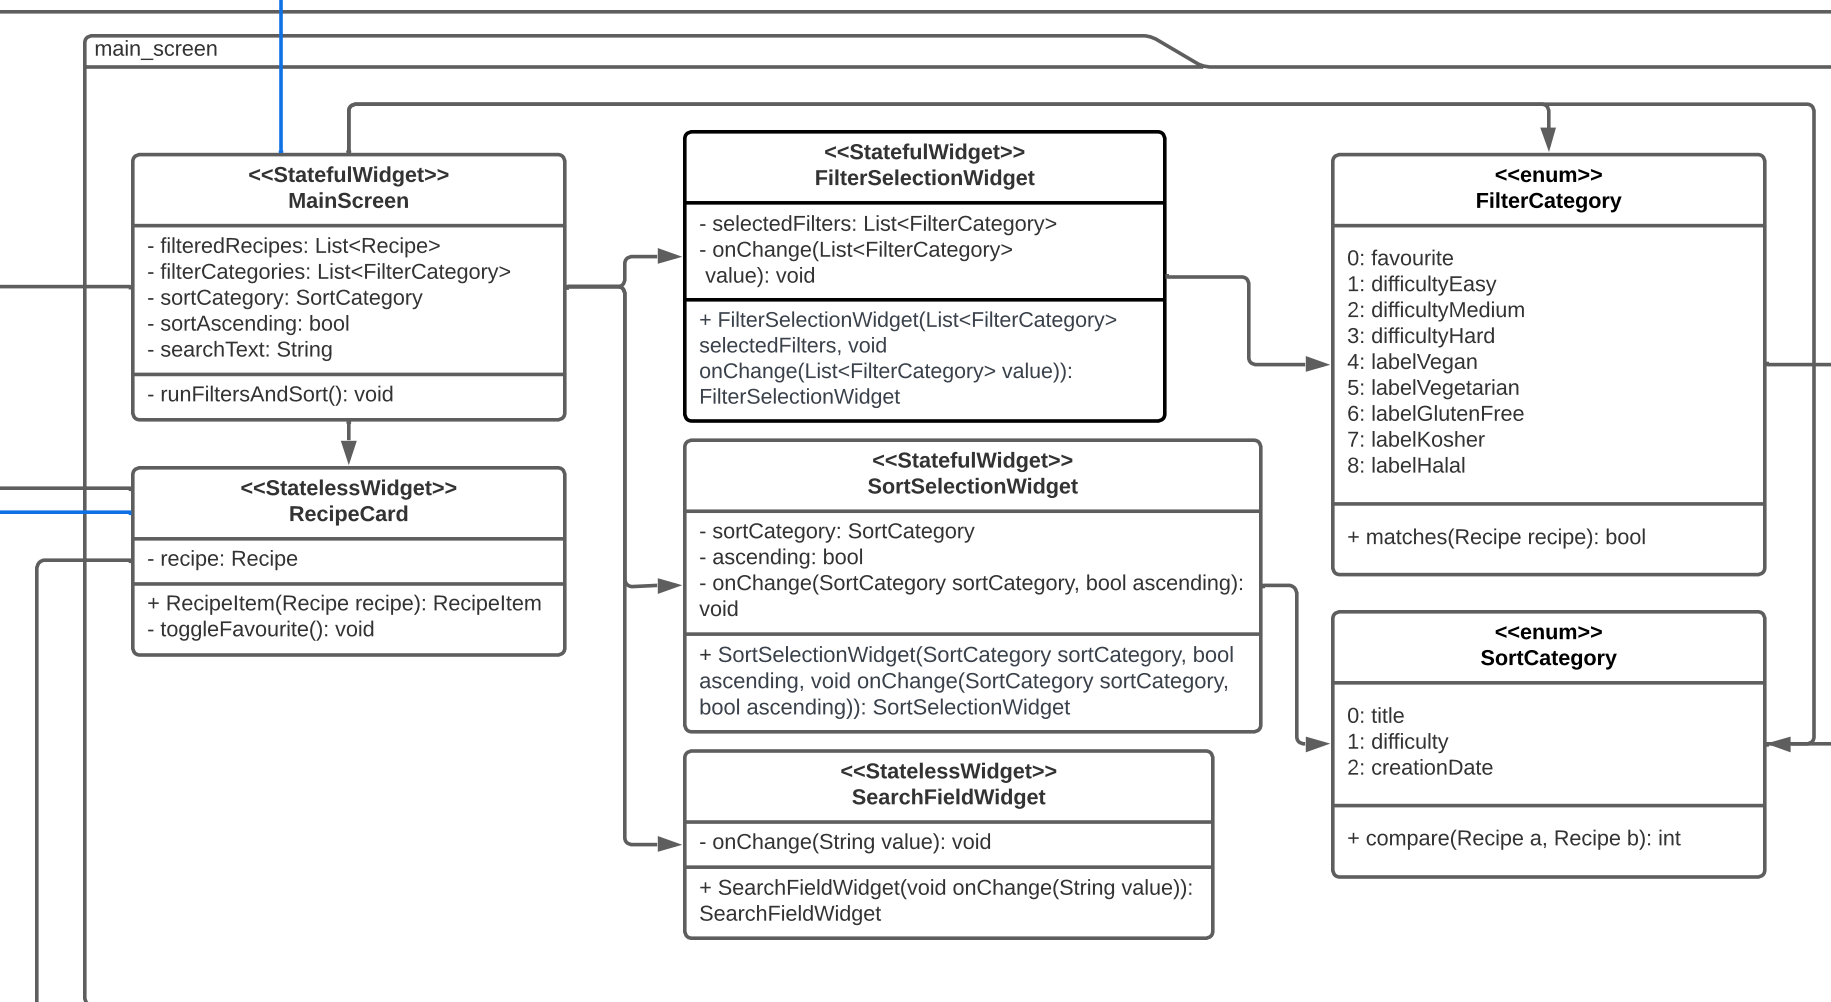 main_screen
<<StatefulWidget>>
MainScreen
- filteredRecipes: List<Recipe>
- filterCategories: List<FilterCategory>
- sortCategory: SortCategory
- sortAscending: bool
- searchText: String
- runFiltersAndSort(): void
<<StatelessWidget>>
RecipeCard
- recipe: Recipe
+ RecipeItem(Recipe recipe): RecipeItem
- toggleFavourite(): void
<<StatefulWidget>>
FilterSelectionWidget
- selectedFilters: List<FilterCategory>
- onChange(List<FilterCategory>
value): void
+ FilterSelectionWidget(List<FilterCategory>
selectedFilters, void
onChange(List<FilterCategory> value)):
FilterSelectionWidget
<<StatefulWidget>>
SortSelectionWidget
- sortCategory: SortCategory
- ascending: bool
- onChange(SortCategory sortCategory, bool ascending):
void
+ SortSelectionWidget(SortCategory sortCategory, bool
ascending, void onChange(SortCategory sortCategory,
bool ascending)): SortSelectionWidget
<<StatelessWidget>>
SearchFieldWidget
- onChange(String value): void
+ SearchFieldWidget(void onChange(String value)):
SearchFieldWidget
<<enum>>
FilterCategory
0: favourite
1: difficultyEasy
2: difficultyMedium
3: difficultyHard
4: labelVegan
5: labelVegetarian
6: labelGlutenFree
7: labelKosher
8: labelHalal
+ matches(Recipe recipe): bool
<<enum>>
SortCategory
0: title
1: difficulty
2: creationDate
+ compare(Recipe a, Recipe b): int